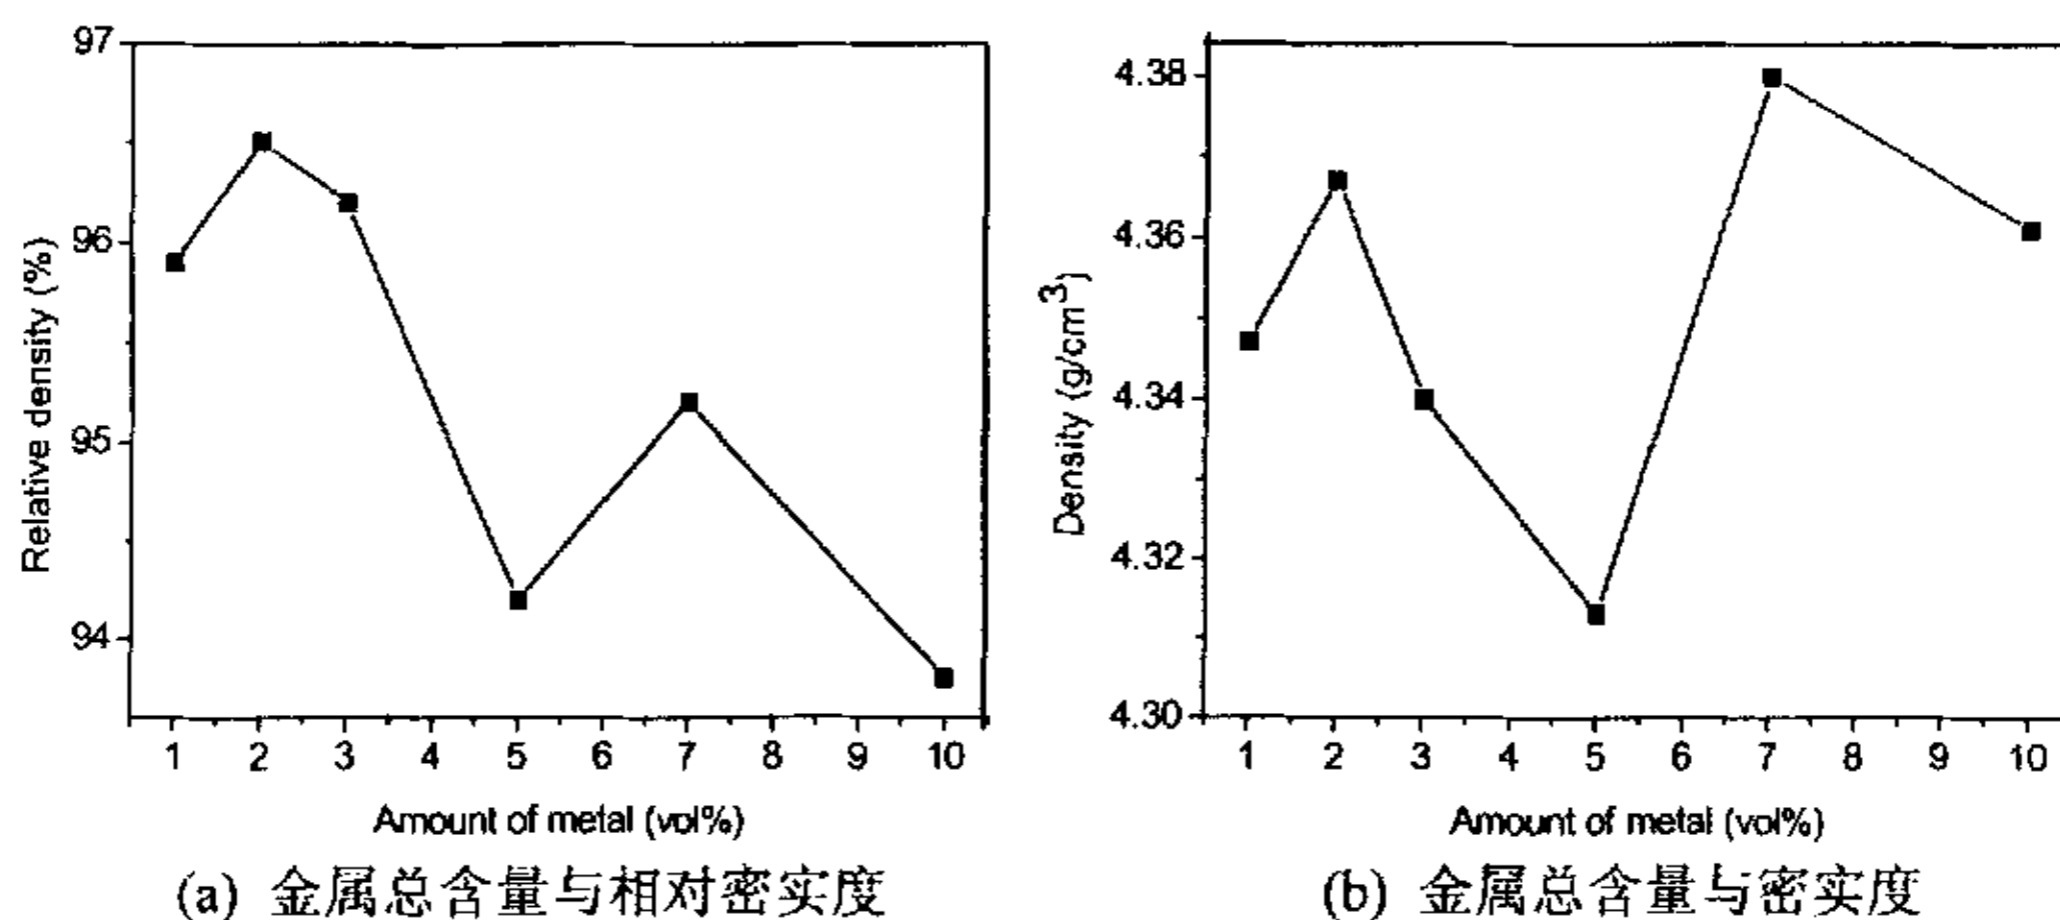 97
96
95
94
Relative density (%)
1 2 3 4 5 6 7 8 9 10
Amount of metal (vol%)
(a) 金属总含量与相对密实度
4.38
4.36
4.34
4.32
4.30
Density (g/cm³)
1 2 3 4 5 6 7 8 9 10
Amount of metal (vol%)
(b) 金属总含量与密实度